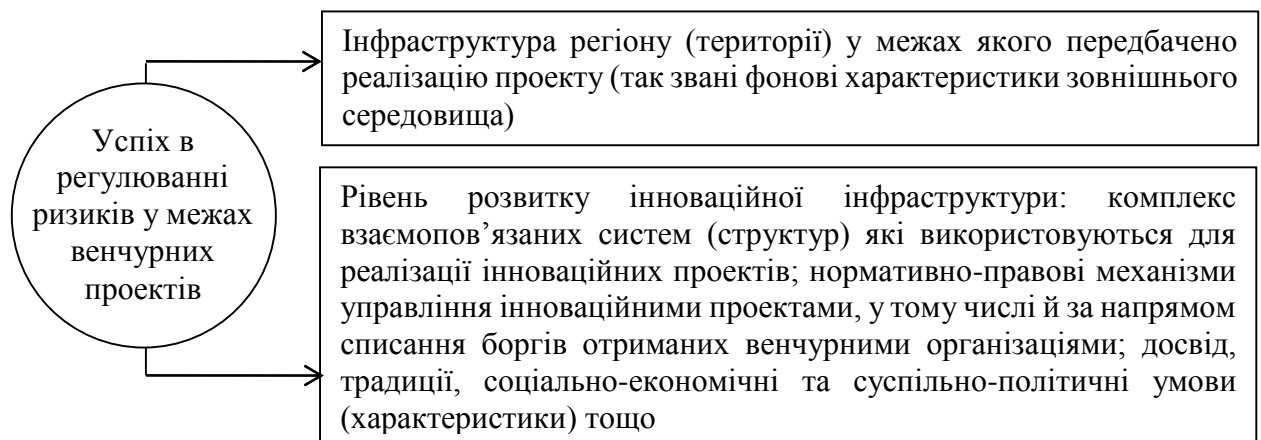 Успіх в
регулюванні
ризиків у межах
венчурних
проектів
Інфраструктура регіону (території) у межах якого передбачено
реалізацію проекту (так звані фонові характеристики зовнішнього
середовища)
Рівень розвитку інноваційної інфраструктури: комплекс
взаємопов’язаних систем (структур) які використовуються для
реалізації інноваційних проектів; нормативно-правові механізми
управління інноваційними проектами, у тому числі й за напрямом
списання боргів отриманих венчурними організаціями; досвід,
традиції, соціально-економічні та суспільно-політичні умови
(характеристики) тощо